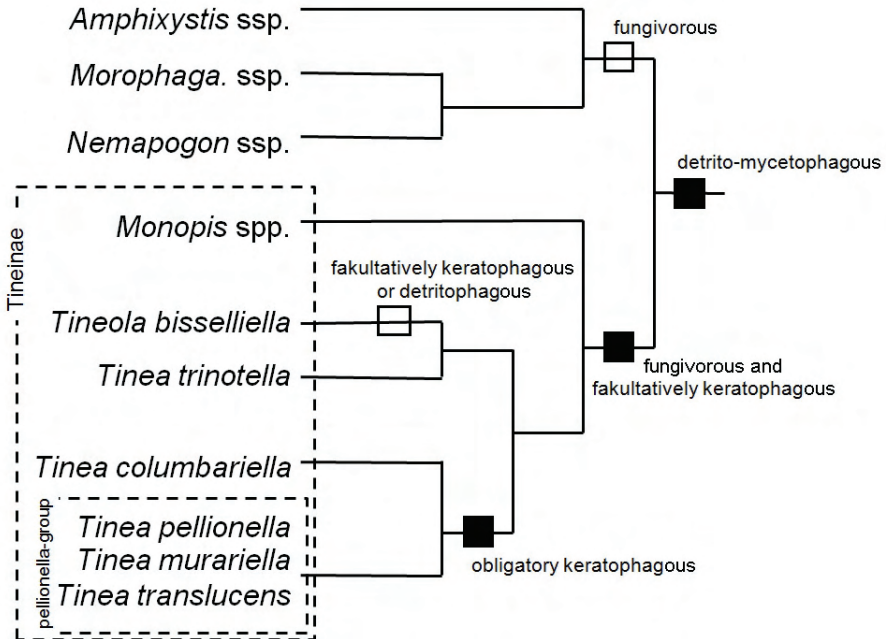 Amphixystis ssp.
fungivorous
Morophaga. ssp.
Nemapogon ssp.
detrito-mycetophagous
Tineinae
Monopis spp.
fakultatively keratophagous
or detritophagous
Tineola bisselliella
Tinea trinotella
fungivorous and
fakultatively keratophagous
Tinea columbariella
pellionella-group
Tinea pellionella
Tinea murariella
Tinea translucens
obligatory keratophagous